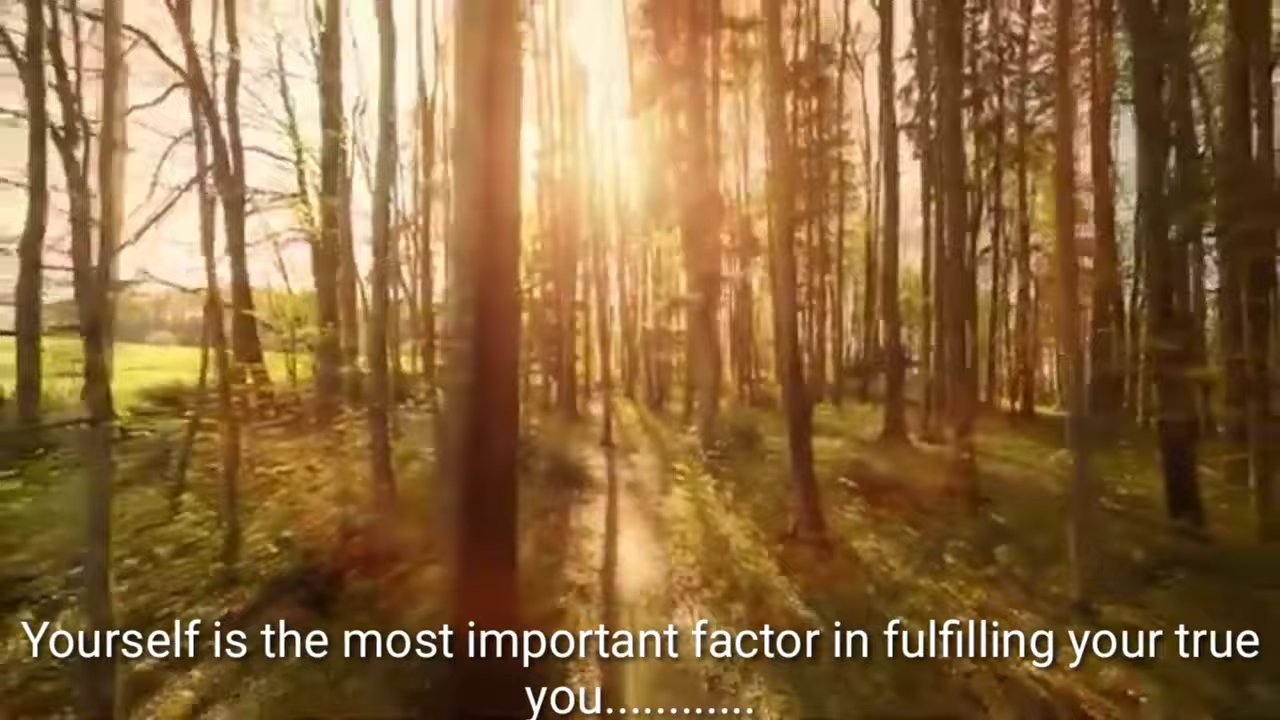 Yourself is the most important factor in fulfilling your true
you............